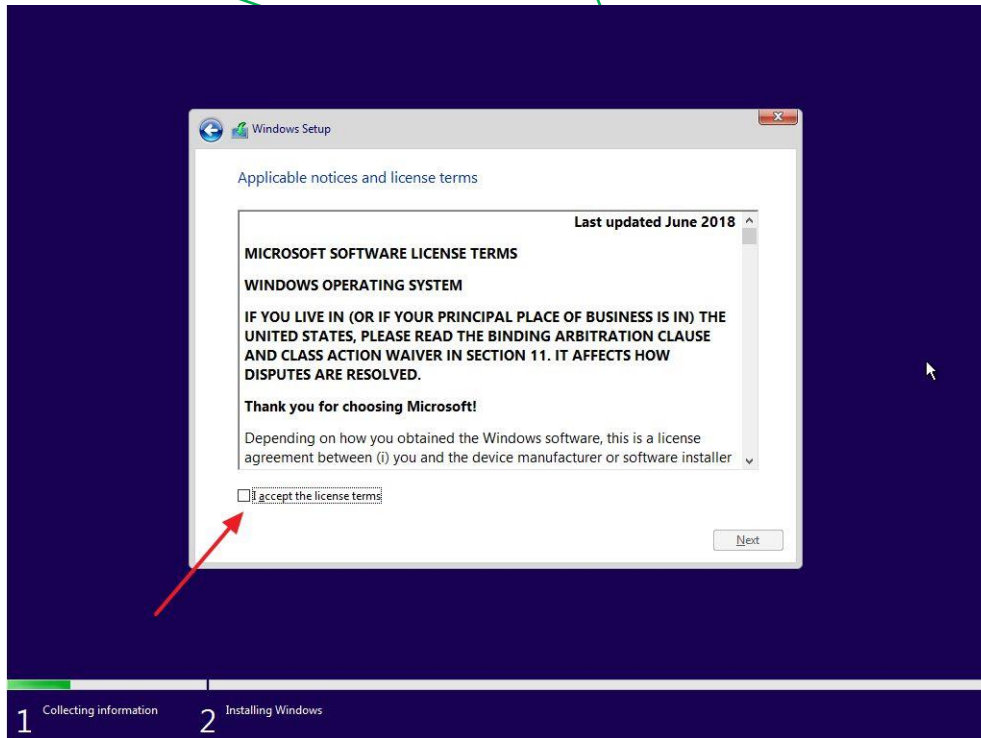 Windows Setup
Applicable notices and license terms
Last updated June 2018
MICROSOFT SOFTWARE LICENSE TERMS
WINDOWS OPERATING SYSTEM
IF YOU LIVE IN (OR IF YOUR PRINCIPAL PLACE OF BUSINESS IS IN) THE
UNITED STATES, PLEASE READ THE BINDING ARBITRATION CLAUSE
AND CLASS ACTION WAIVER IN SECTION 11. IT AFFECTS HOW
DISPUTES ARE RESOLVED.
Thank you for choosing Microsoft!
Depending on how you obtained the Windows software, this is a license
agreement between (i) you and the device manufacturer or software installer
I accept the license terms
Next
1 Collecting information
2 Installing Windows